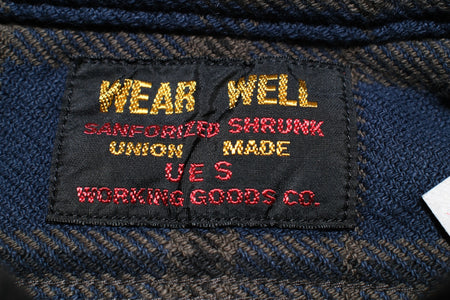 WEAR WELL
SANFORIZED SHRUNK
UNION MADE
UES
WORKING GOODS CO.